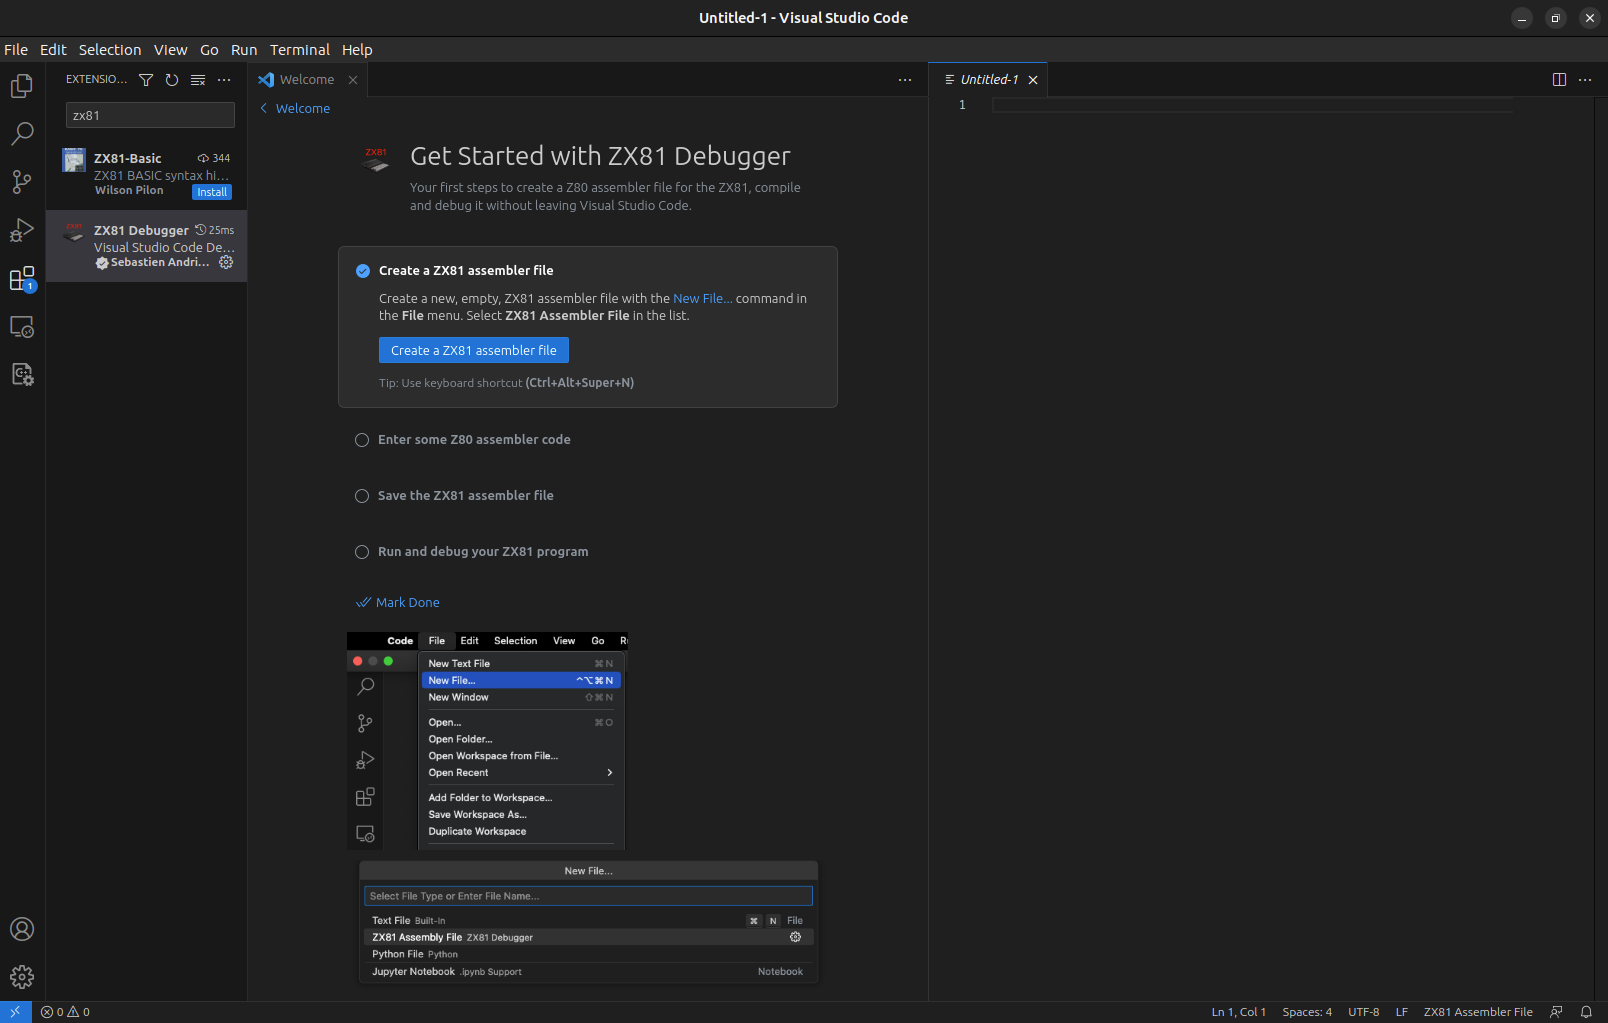 Untitled-1 - Visual Studio Code
File Edit Selection View Go Run Terminal Help
EXTENSIO...
zx81
ZX81-Basic 344
ZX81 BASIC syntax hi...
Wilson Pilon Install
ZX81 Debugger 25ms
Visual Studio Code De...
Sebastien Andri...
1
Welcome
Welcome
ZX81
Get Started with ZX81 Debugger
Your first steps to create a Z80 assembler file for the ZX81, compile
and debug it without leaving Visual Studio Code.
Create a ZX81 assembler file
Create a new, empty, ZX81 assembler file with the New File... command in
the File menu. Select ZX81 Assembler File in the list.
Create a ZX81 assembler file
Tip: Use keyboard shortcut (Ctrl+Alt+Super+N)
Enter some Z80 assembler code
Save the ZX81 assembler file
Run and debug your ZX81 program
Mark Done
Code File Edit Selection View Go
New Text File ⌘ N
New File... ^⌥⌘ N
New Window ⇧⌘ N
Open... ⌘ O
Open Folder...
Open Workspace from File...
Open Recent
Add Folder to Workspace...
Save Workspace As...
Duplicate Workspace
New File...
Select File Type or Enter File Name...
Text File Built-In ⌘ N File
ZX81 Assembly File ZX81 Debugger
Python File Python
Jupyter Notebook .ipynb Support Notebook
Untitled-1
1
0 0
Ln 1, Col 1 Spaces: 4 UTF-8 LF ZX81 Assembler File